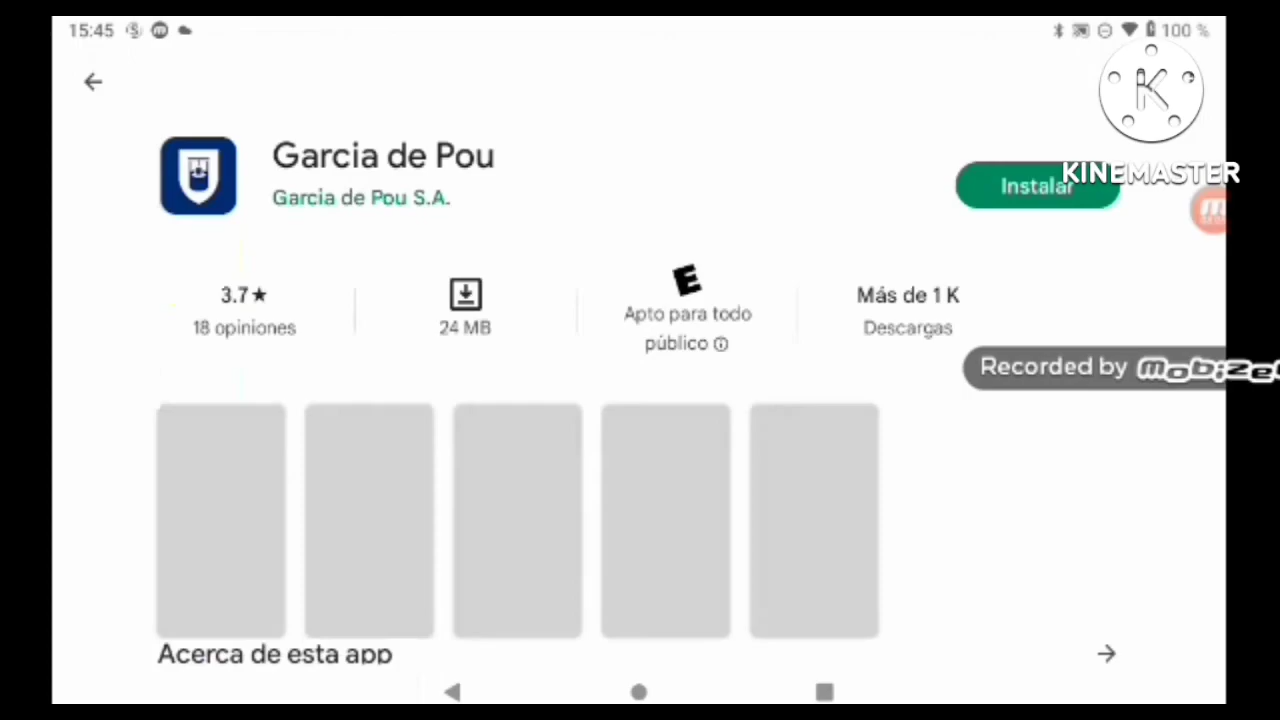 15:45
100 %
Garcia de Pou
Garcia de Pou S.A.
Instalar
KINEMASTER
3.7★
18 opiniones
24 MB
E
Apto para todo
público
Más de 1 K
Descargas
Recorded by
Acerca de esta app